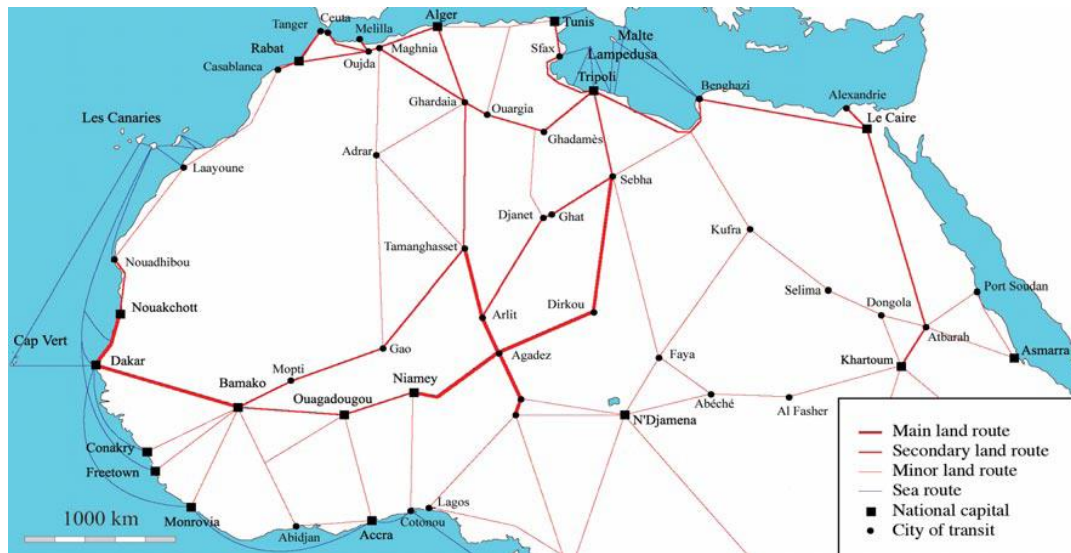 Tanger
Ceuta
Melilla
Alger
Tunis
Rabat
Maghnia
Oujda
Sfax
Malte
Lampedusa
Casablanca
Tripoli
Benghazi
Alexandrie
Ghardaia
Ouargia
Le Caire
Les Canaries
Ghadamès
Adrar
Laayoune
Sebha
Djanet
Ghat
Kufra
Tamanghasset
Nouadhibou
Selima
Port Soudan
Nouakchott
Arlit
Dirkou
Dongola
Atbarah
Cap Vert
Gao
Agadez
Faya
Asmarra
Dakar
Mopti
Khartoum
Bamako
Niamey
Ouagadougou
Abéché
Al Fasher
N'Djamena
Conakry
Freetown
Lagos
Monrovia
Abidjan
Accra
Cotonou
1000 km
Main land route
Secondary land route
Minor land route
Sea route
National capital
City of transit